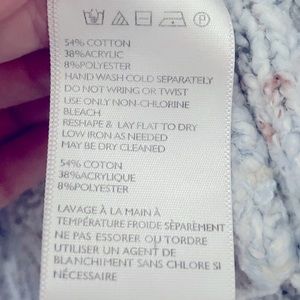 54% COTTON
38%ACRYLIC
8%POLYESTER
HAND WASH COLD SEPARATELY
DO NOT WRING OR TWIST
USE ONLY NON-CHLORINE
BLEACH
RESHAPE & LAY FLAT TO DRY
LOW IRON AS NEEDED
MAY BE DRY CLEANED
54% COTON
38%ACRYLIQUE
8%POLYESTER
LAVAGE À LA MAIN À
TEMPÉRATURE FROIDE SÈPARÈMENT
NE PAS ESSORER OU TORDRE
UTILISER UN AGENT DE
BLANCHIMENT SANS CHLORE SI
NÉCESSAIRE